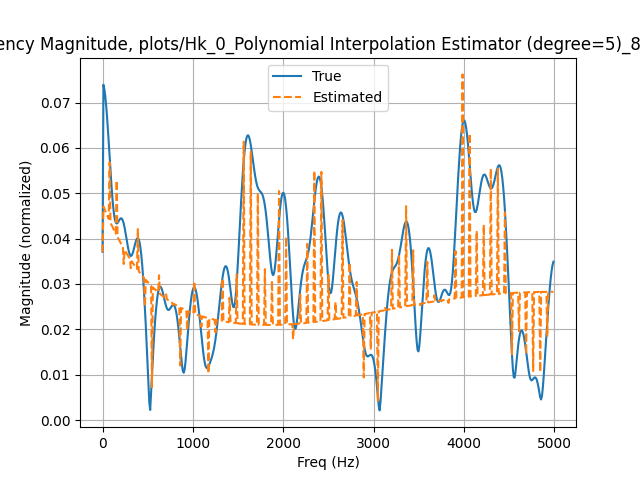 ency Magnitude, plots/Hk_0_Polynomial Interpolation Estimator (degree=5)_8
True
Estimated
Magnitude (normalized)
0.07
0.06
0.05
0.04
0.03
0.02
0.01
0.00
0
1000
2000
3000
4000
5000
Freq (Hz)